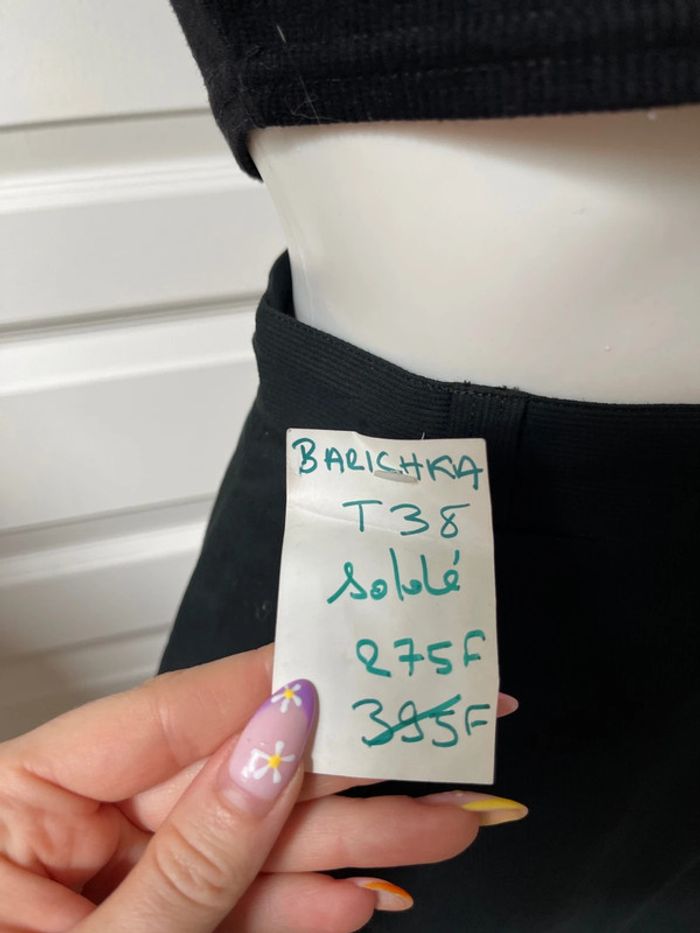 BARICHKA
T38
soldé
275F
395F